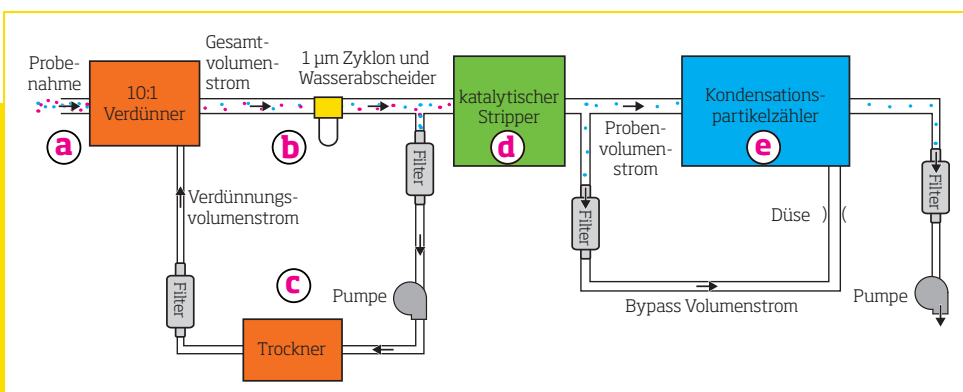 Probe-
nahme
10:1
Verdünner
Gesamt-
volumen-
strom
1 µm Zyklon und
Wasserabscheider
katalytischer
Stripper
Proben-
volumen-
strom
Kondensations-
partikelzähler
a
b
c
d
e
Filter
Filter
Filter
Filter
Verdünnungs-
volumenstrom
Pumpe
Trockner
Düse
Bypass Volumenstrom
Pumpe